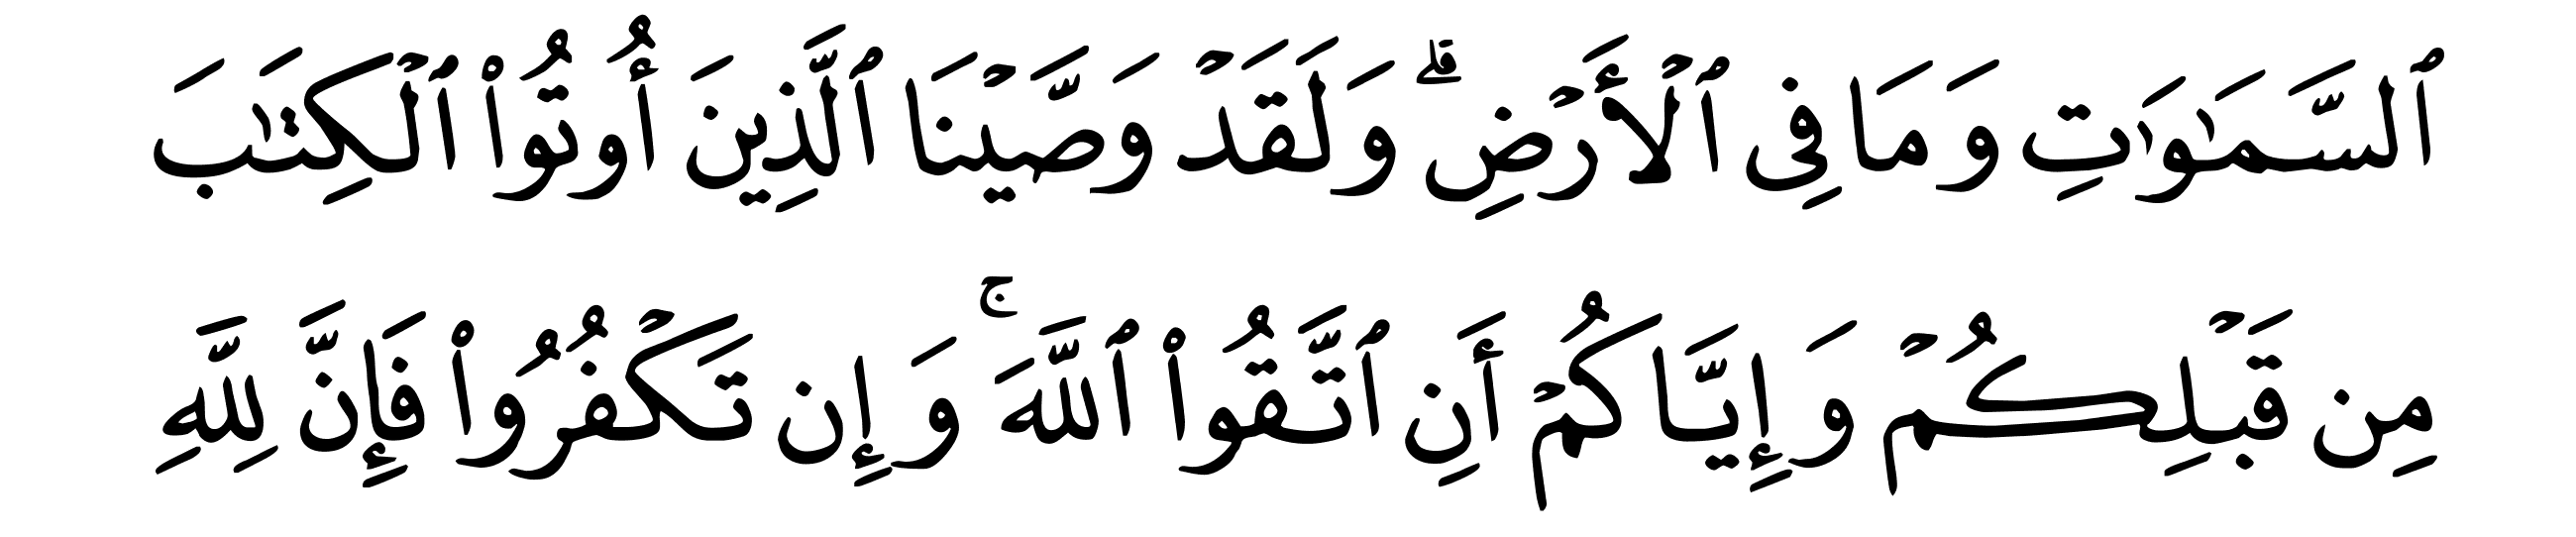 ٱلسَّمَـٰوَٰتِ وَمَا فِى ٱلْأَرْضِ ۗ وَلَقَدْ وَصَّيْنَا ٱلَّذِينَ أُوتُوا۟ ٱلْكِتَـٰبَ
مِن قَبْلِكُمْ وَإِيَّاكُمْ أَنِ ٱتَّقُوا۟ ٱللَّهَ ۚ وَإِن تَكْفُرُوا۟ فَإِنَّ لِلَّهِ